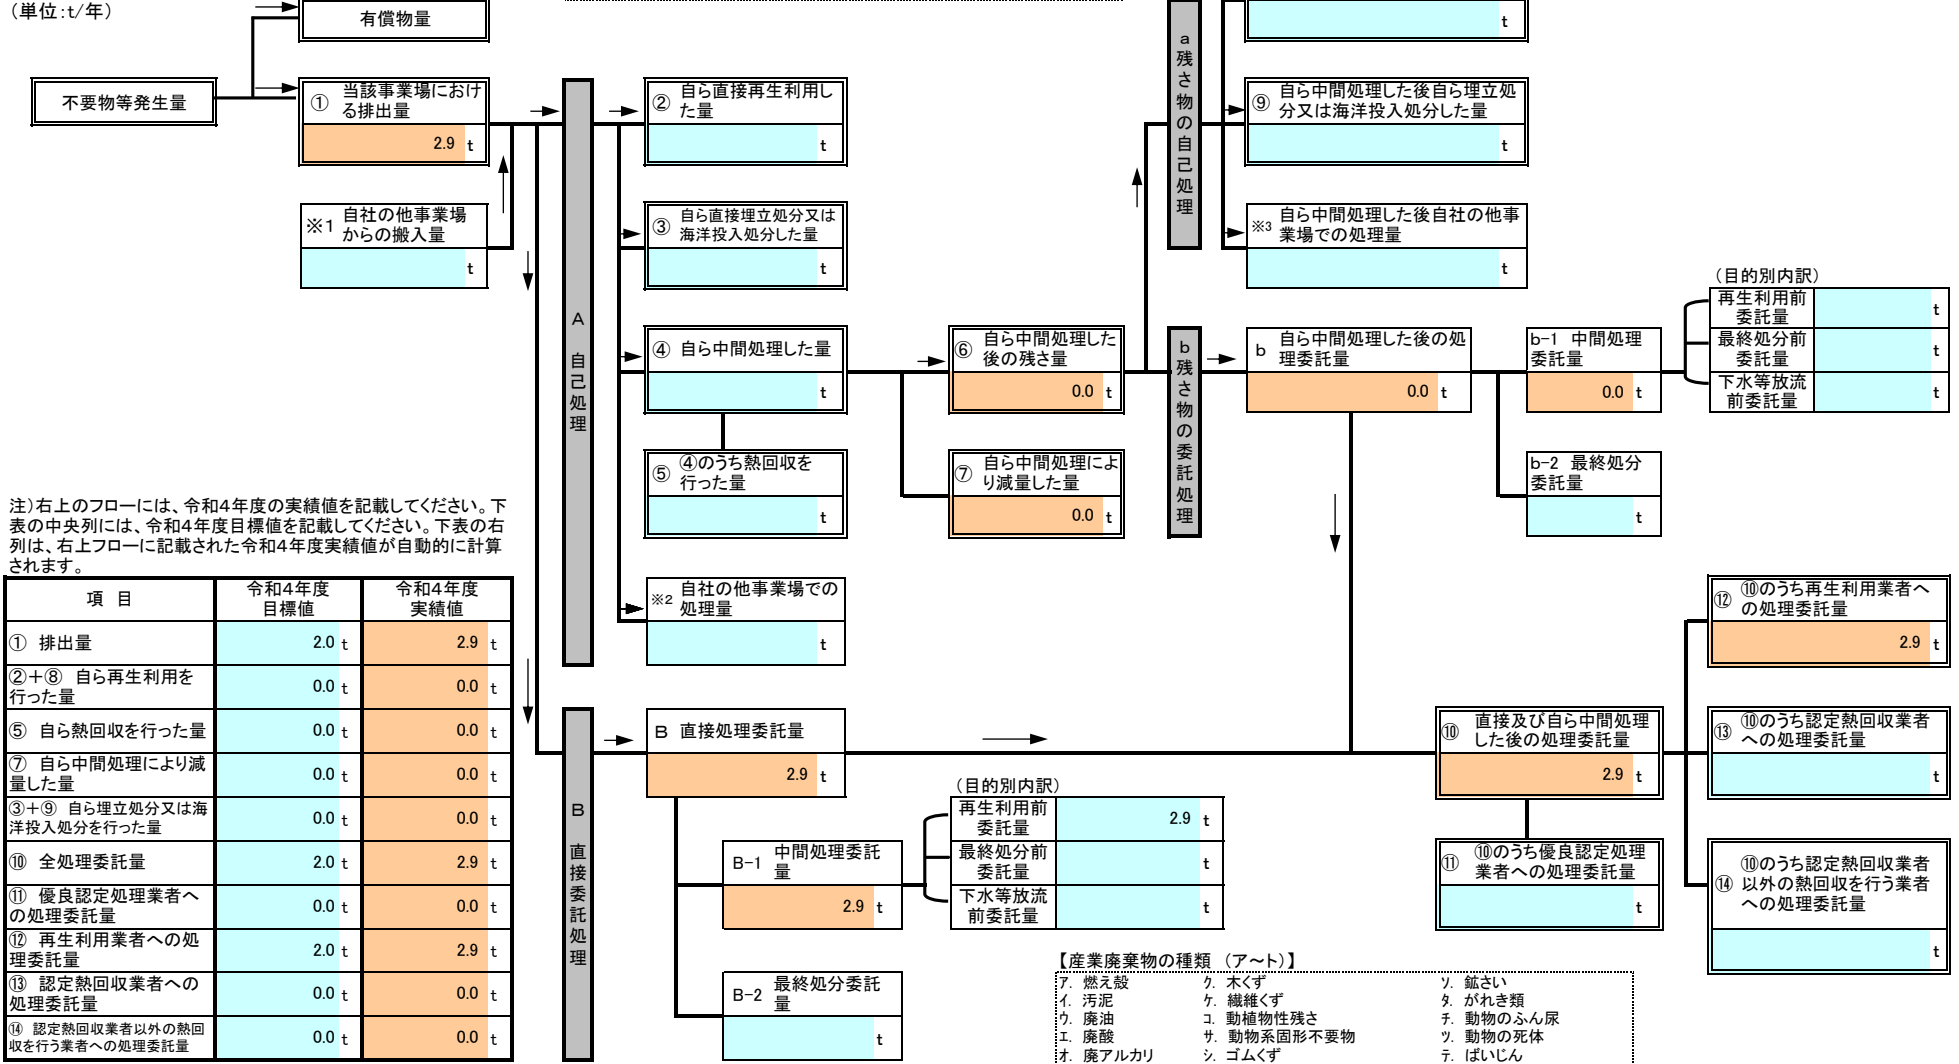 （単位：t/年）
有償物量
t
不要物等発生量
① 当該事業場におけ
る排出量
2.9 t
※1 自社の他事業場
からの搬入量
t
A 自己処理
② 自ら直接再生利用し
た量
t
③ 自ら直接埋立処分又は
海洋投入処分した量
t
④ 自ら中間処理した量
t
⑤ ④のうち熱回収を
行った量
t
※2 自社の他事業場での
処理量
t
⑥ 自ら中間処理した
後の残さ量
0.0 t
⑦ 自ら中間処理によ
り減量した量
0.0 t
a 残さ物の自己処理
⑨ 自ら中間処理した後自ら埋立処
分又は海洋投入処分した量
t
※3 自ら中間処理した後自社の他事
業場での処理量
t
b 残さ物の委託処理
b 自ら中間処理した後の処
理委託量
0.0 t
b-1 中間処理
委託量
0.0 t
b-2 最終処分
委託量
t
（目的別内訳）
再生利用前
委託量
t
最終処分前
委託量
t
下水等放流
前委託量
t
注）右上のフローには、令和４年度の実績値を記載してください。下
表の中央列には、令和４年度目標値を記載してください。下表の右
列は、右上フローに記載された令和４年度実績値が自動的に計算
されます。
項 目 令和４年度
目標値 令和４年度
実績値
① 排出量 2.0 t 2.9 t
②＋⑧ 自ら再生利用を
行った量 0.0 t 0.0 t
⑤ 自ら熱回収を行った量 0.0 t 0.0 t
⑦ 自ら中間処理により減
量した量 0.0 t 0.0 t
③＋⑨ 自ら埋立処分又は海
洋投入処分を行った量 0.0 t 0.0 t
⑩ 全処理委託量 2.0 t 2.9 t
⑪ 優良認定処理業者へ
の処理委託量 0.0 t 0.0 t
⑫ 再生利用業者への処
理委託量 2.0 t 2.9 t
⑬ 認定熱回収業者への
処理委託量 0.0 t 0.0 t
⑭ 認定熱回収業者以外の熱回
収を行う業者への処理委託量 0.0 t 0.0 t
B 直接委託処理
B 直接処理委託量
2.9 t
B-1 中間処理委託
量
2.9 t
B-2 最終処分委託
量
t
（目的別内訳）
再生利用前
委託量
2.9 t
最終処分前
委託量
t
下水等放流
前委託量
t
⑩ 直接及び自ら中間処理
した後の処理委託量
2.9 t
⑪ ⑩のうち優良認定処理
業者への処理委託量
t
⑫ ⑩のうち再生利用業者へ
の処理委託量
2.9 t
⑬ ⑩のうち認定熱回収業者
への処理委託量
t
⑭ ⑩のうち認定熱回収業者
以外の熱回収を行う業者
への処理委託量
t
【産業廃棄物の種類 （ア～ト）】
ア. 燃え殻 ク. 木くず ソ. 鉱さい
イ. 汚泥 ケ. 繊維くず タ. がれき類
ウ. 廃油 コ. 動植物性残さ チ. 動物のふん尿
エ. 廃酸 サ. 動物系固形不要物 ツ. 動物の死体
オ. 廃アルカリ シ. ゴムくず テ. ばいじん